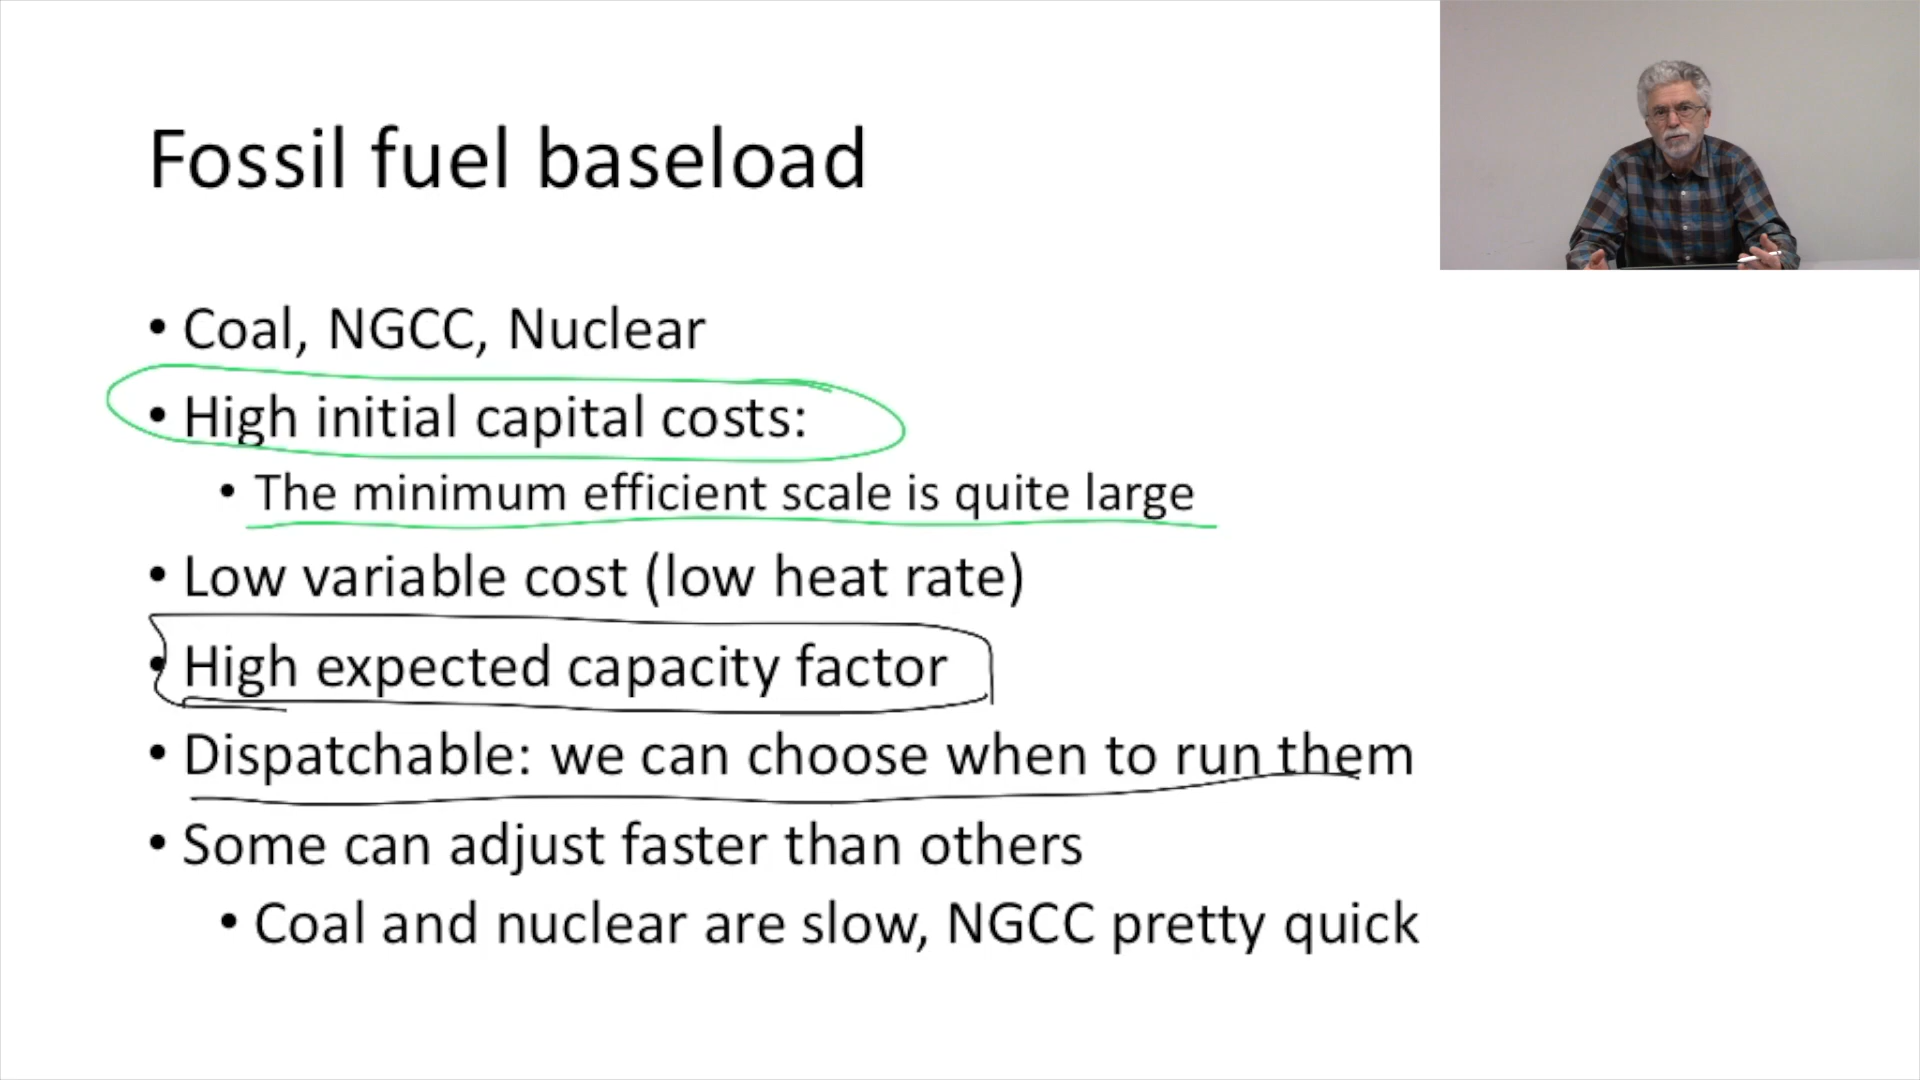 Fossil fuel baseload
• Coal, NGCC, Nuclear
• High initial capital costs:
• The minimum efficient scale is quite large
• Low variable cost (low heat rate)
• High expected capacity factor
• Dispatchable: we can choose when to run them
• Some can adjust faster than others
• Coal and nuclear are slow, NGCC pretty quick